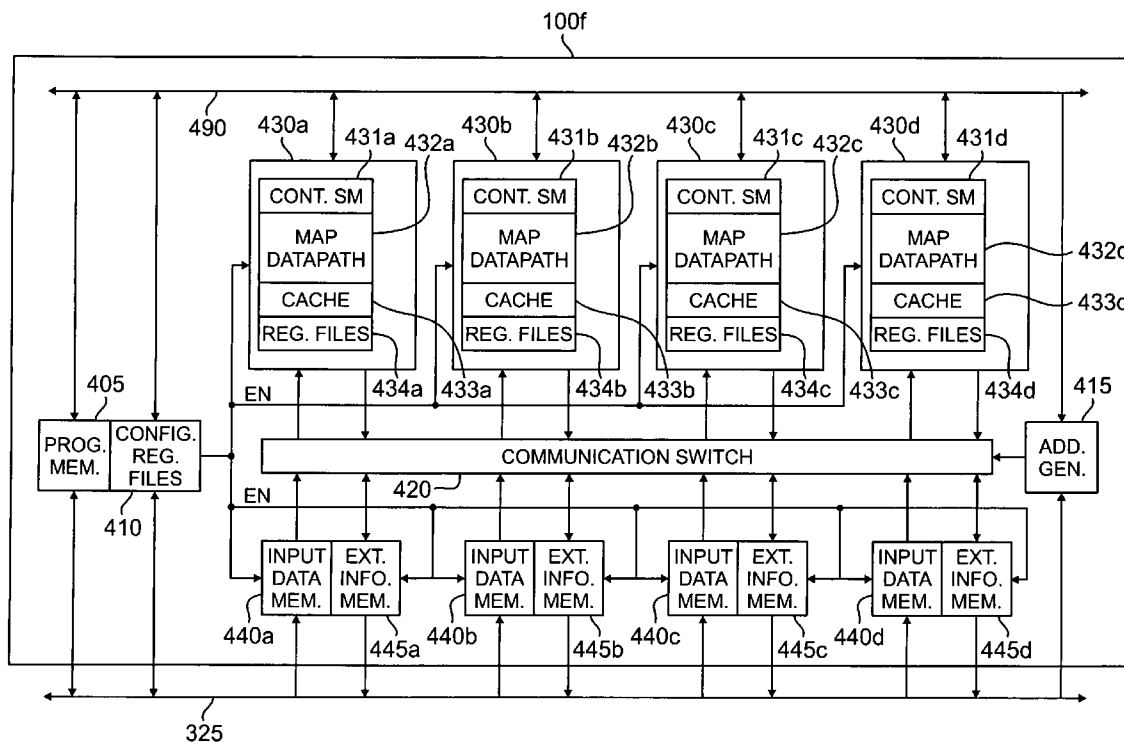 100f
490
430a
431a
432a
430b
431b
432b
430c
431c
432c
430d
431d
CONT. SM
CONT. SM
CONT. SM
CONT. SM
MAP
DATAPATH
MAP
DATAPATH
MAP
DATAPATH
MAP
DATAPATH
432d
CACHE
CACHE
CACHE
CACHE
433d
REG. FILES
REG. FILES
REG. FILES
REG. FILES
405
EN
434a
433a
434b
433b
434c
433c
434d
415
PROG.
MEM.
CONFIG.
REG.
FILES
COMMUNICATION SWITCH
ADD.
GEN.
410
EN
420
INPUT
DATA
MEM.
EXT.
INFO.
MEM.
INPUT
DATA
MEM.
EXT.
INFO.
MEM.
INPUT
DATA
MEM.
EXT.
INFO.
MEM.
INPUT
DATA
MEM.
EXT.
INFO.
MEM.
440a
445a
440b
445b
440c
445c
440d
445d
325